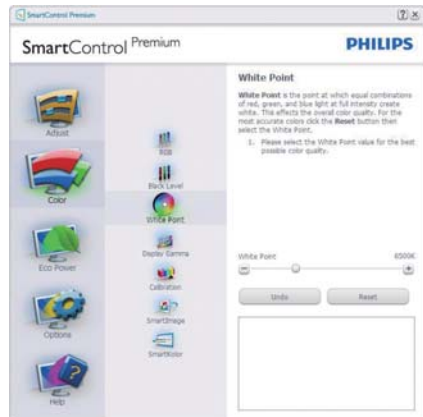 SmartControl Premium
SmartControl Premium
PHILIPS
Adjust
Color
Eco Power
Options
Help
RGB
Black Level
White Point
Display Gamma
Calibration
SmartImage
SmartKolor
White Point
White Point is the point at which equal combinations
of red, green, and blue light at full intensity create
white. This effects the overall color quality. For the
most accurate colors click the Reset button then
select the White Point.
1. Please select the White Point value for the best
possible color quality.
White Point 6500K
Undo Reset